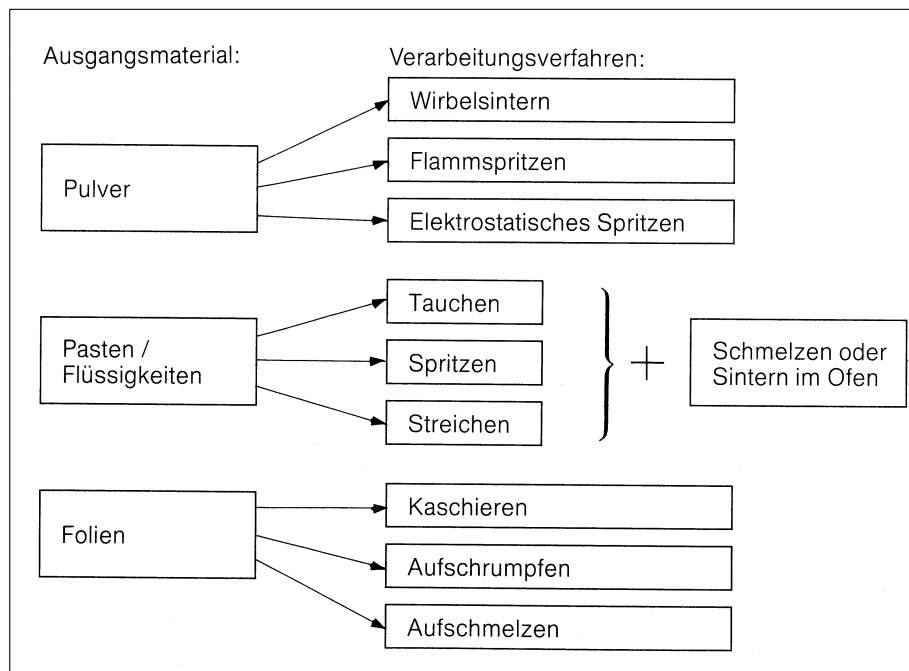 Ausgangsmaterial:
Verarbeitungsverfahren:
Pulver
Wirbelsintern
Flammspritzen
Elektrostatisches Spritzen
Pasten /
Flüssigkeiten
Tauchen
Spritzen
Streichen
+
Schmelzen oder
Sintern im Ofen
Folien
Kaschieren
Aufschrumpfen
Aufschmelzen